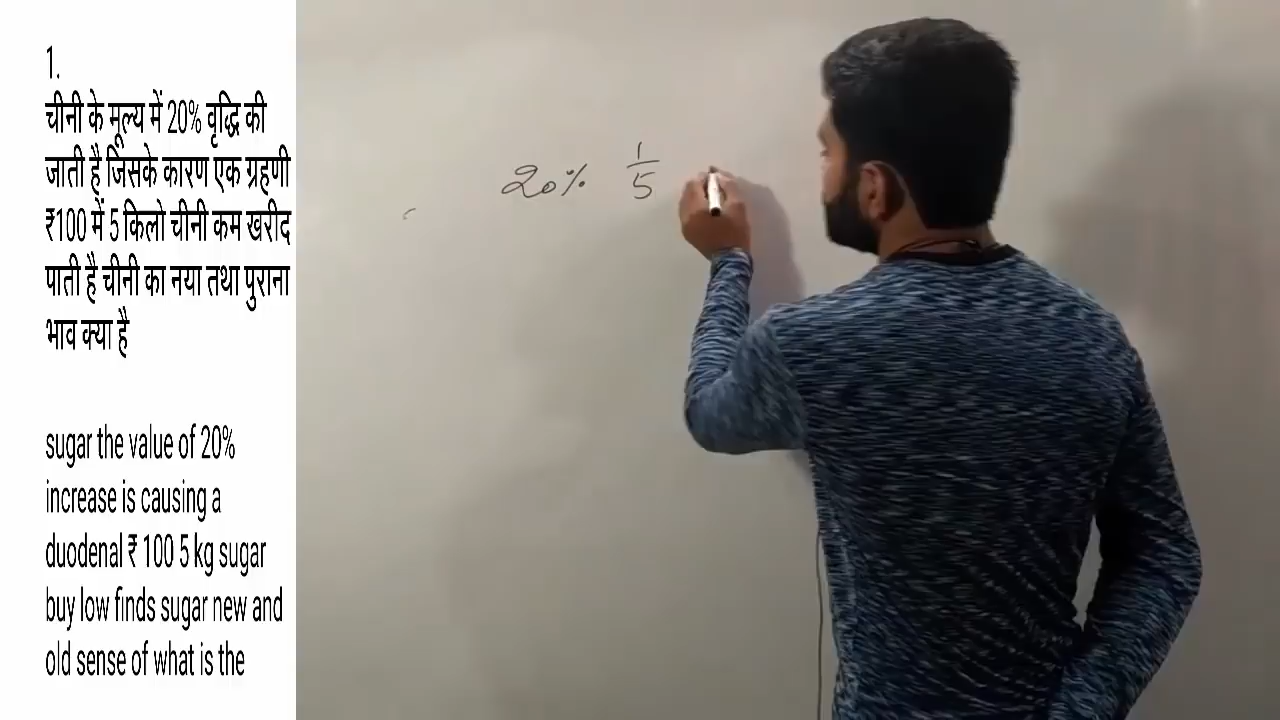 1.
चीनी के मूल्य में 20% वृद्धि की
जाती है जिसके कारण एक ग्रहणी
₹100 में 5 किलो चीनी कम खरीद
पाती है चीनी का नया तथा पुराना
भाव क्या है
sugar the value of 20%
increase is causing a
duodenal ₹ 100 5 kg sugar
buy low finds sugar new and
old sense of what is the
20% 1/5